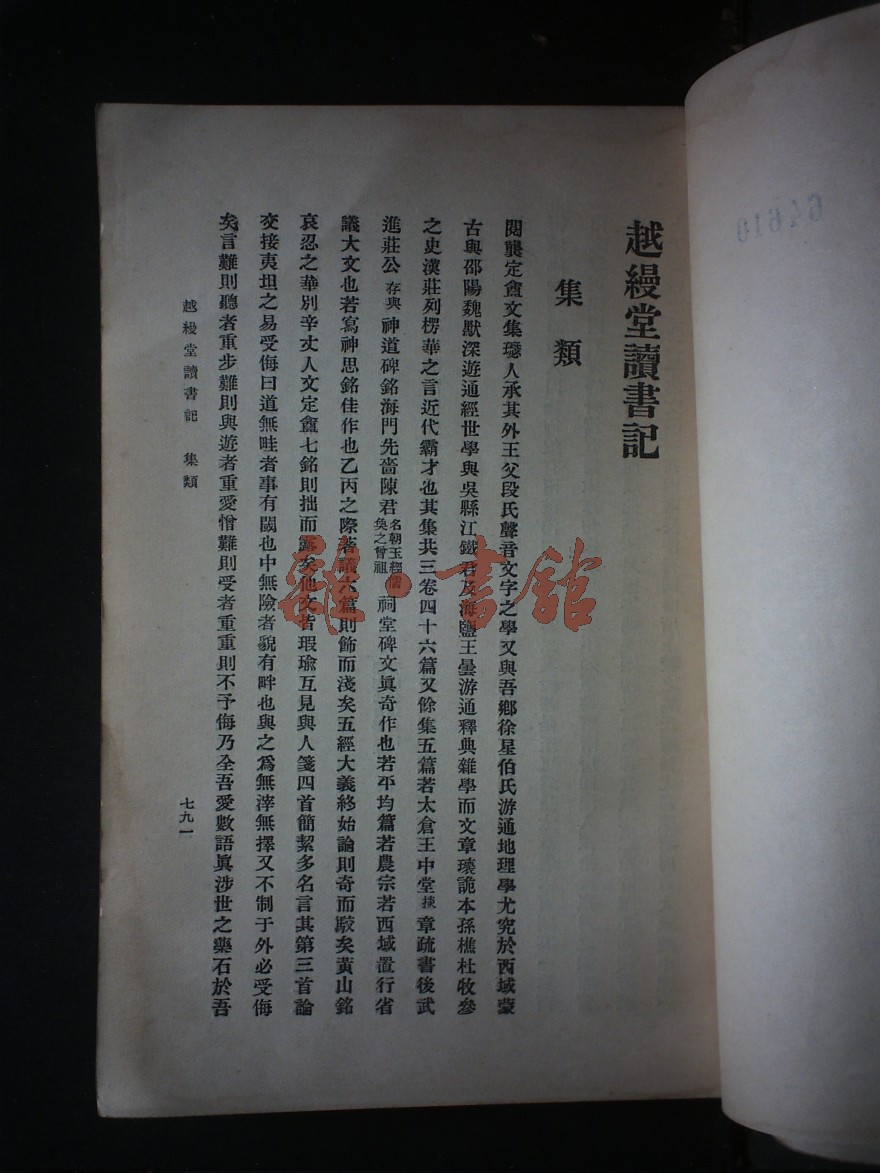 越縵堂讀書記
集類
閱龔定盦文集璱人承其外王父段氏聲音文字之學又與吾鄉徐星伯氏游通地理學尤究於西域蒙
古與邵陽魏默深遊通經世學與吳縣江鐵君及海鹽王曇游通釋典雜學而文章瓌詭本孫樵杜牧參
之史漢莊列楞華之言近代霸才也其集共三卷四十六篇又餘集五篇若太倉王中堂掞章疏書後武
進莊公存與神道碑銘海門先嗇陳君名朝玉經儒奐之曾祖祠堂碑文眞奇作也若平均篇若農宗若西域置行省
議大文也若寫神思銘佳作也乙丙之際著議六篇則飾而淺矣五經大義終始論則奇而駁矣黃山銘
哀忍之華別辛丈人文定盦七銘則拙而露矣他文皆瑕瑜互見與人箋四首簡絜多名言其第三首論
交接夷坦之易受侮曰道無畦者事有閾也中無險者貌有畔也與之爲無滓無擇又不制于外必受侮
矣言難則聽者重步難則與遊者重愛憎難則受者重重則不予侮乃全吾愛數語眞涉世之藥石於吾
越縵堂讀書記 集類
七九一
64610
雜·書館